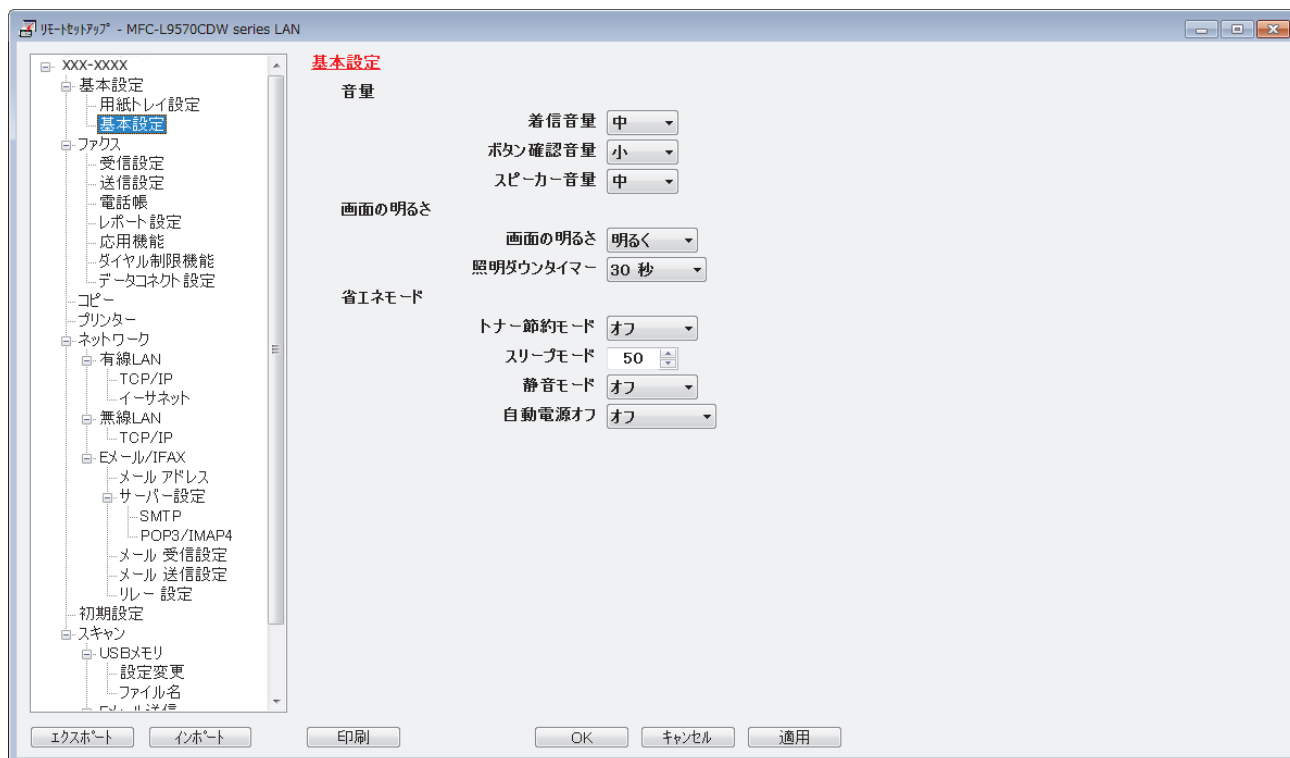 リモートセットアップ - MFC-L9570CDW series LAN
XXX-XXXX
基本設定
用紙トレイ設定
基本設定
ファクス
受信設定
送信設定
電話帳
レポート設定
応用機能
ダイヤル制限機能
データコネクト設定
コピー
プリンター
ネットワーク
有線LAN
TCP/IP
イーサネット
無線LAN
TCP/IP
Eメール/IFAX
メール アドレス
サーバー設定
SMTP
POP3/IMAP4
メール 受信設定
メール 送信設定
リレー 設定
初期設定
スキャン
USBメモリ
設定変更
ファイル名
基本設定
音量
着信音量 中
ボタン確認音量 小
スピーカー音量 中
画面の明るさ
画面の明るさ 明るく
照明ダウンタイマー 30 秒
省エネモード
トナー節約モード オフ
スリープモード 50
静音モード オフ
自動電源オフ オフ
エクスポート インポート 印刷 OK キャンセル 適用